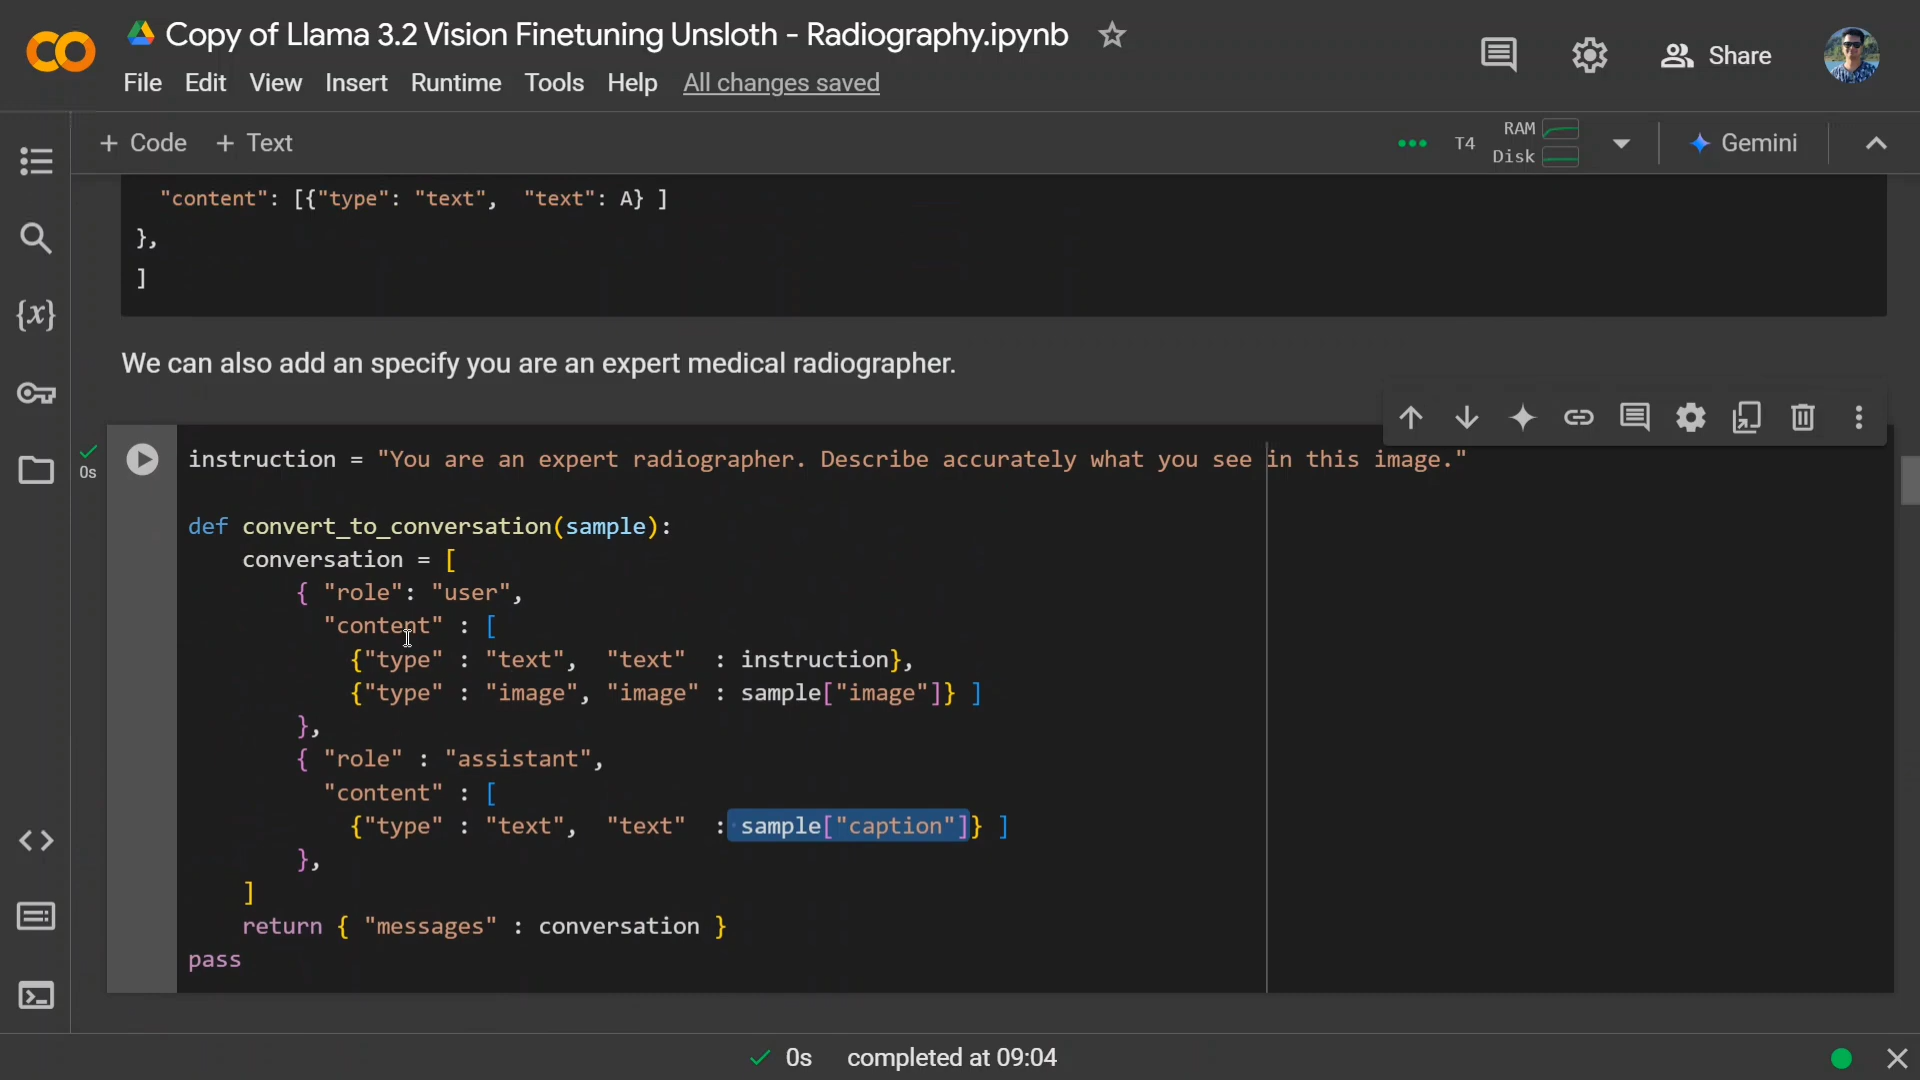 Copy of Llama 3.2 Vision Finetuning Unsloth - Radiography.ipynb
Share
File Edit View Insert Runtime Tools Help All changes saved
+ Code + Text
T4 RAM Disk
Gemini
"content": [{"type": "text",  "text": A} ]
},
]
We can also add an specify you are an expert medical radiographer.
0s
instruction = "You are an expert radiographer. Describe accurately what you see in this image."
def convert_to_conversation(sample):
    conversation = [
        { "role": "user",
          "content" : [
            {"type" : "text",  "text"  : instruction},
            {"type" : "image", "image" : sample["image"]} ]
        },
        { "role" : "assistant",
          "content" : [
            {"type" : "text",  "text"  : sample["caption"]} ]
        },
    ]
    return { "messages" : conversation }
pass
0s completed at 09:04